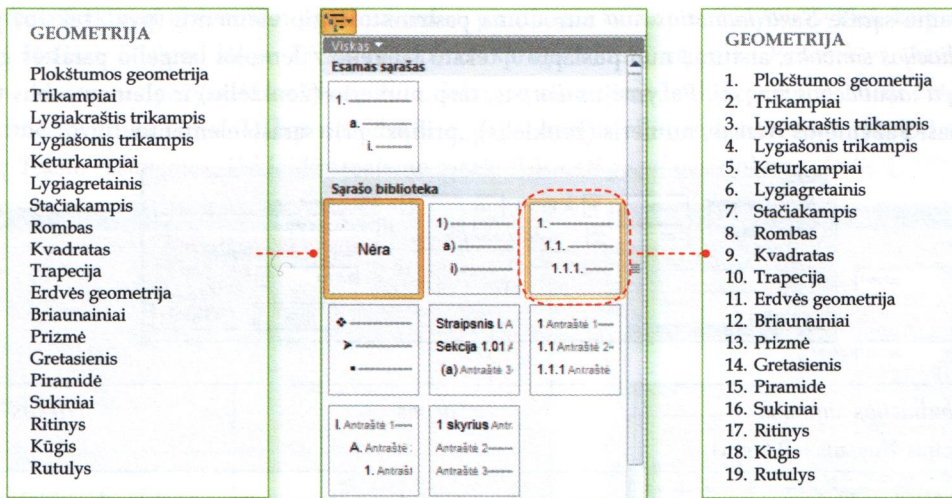 GEOMETRIJA
Plokštumos geometrija
Trikampiai
Lygiakraštis trikampis
Lygiašonis trikampis
Keturkampiai
Lygiagretainis
Stačiakampis
Rombas
Kvadratas
Trapecija
Erdvės geometrija
Briaunainiai
Prizmė
Gretasienis
Piramidė
Sukiniai
Ritinys
Kūgis
Rutulys
Viskas
Esamas sąrašas
1.
a.
i.
Sąrašo biblioteka
Nėra
1)
a)
i)
1.
1.1.
1.1.1.
Straipsnis I. A
Sekcija 1.01 A
(a) Antraštė 3
1 Antraštė 1
1.1 Antraštė 2
1.1.1 Antraštė
I. Antraštė 1
A. Antraštė
1. Antrašt
1 skyrius Antr.
Antraštė 2
Antraštė 3
GEOMETRIJA
1. Plokštumos geometrija
2. Trikampiai
3. Lygiakraštis trikampis
4. Lygiašonis trikampis
5. Keturkampiai
6. Lygiagretainis
7. Stačiakampis
8. Rombas
9. Kvadratas
10. Trapecija
11. Erdvės geometrija
12. Briaunainiai
13. Prizmė
14. Gretasienis
15. Piramidė
16. Sukiniai
17. Ritinys
18. Kūgis
19. Rutulys